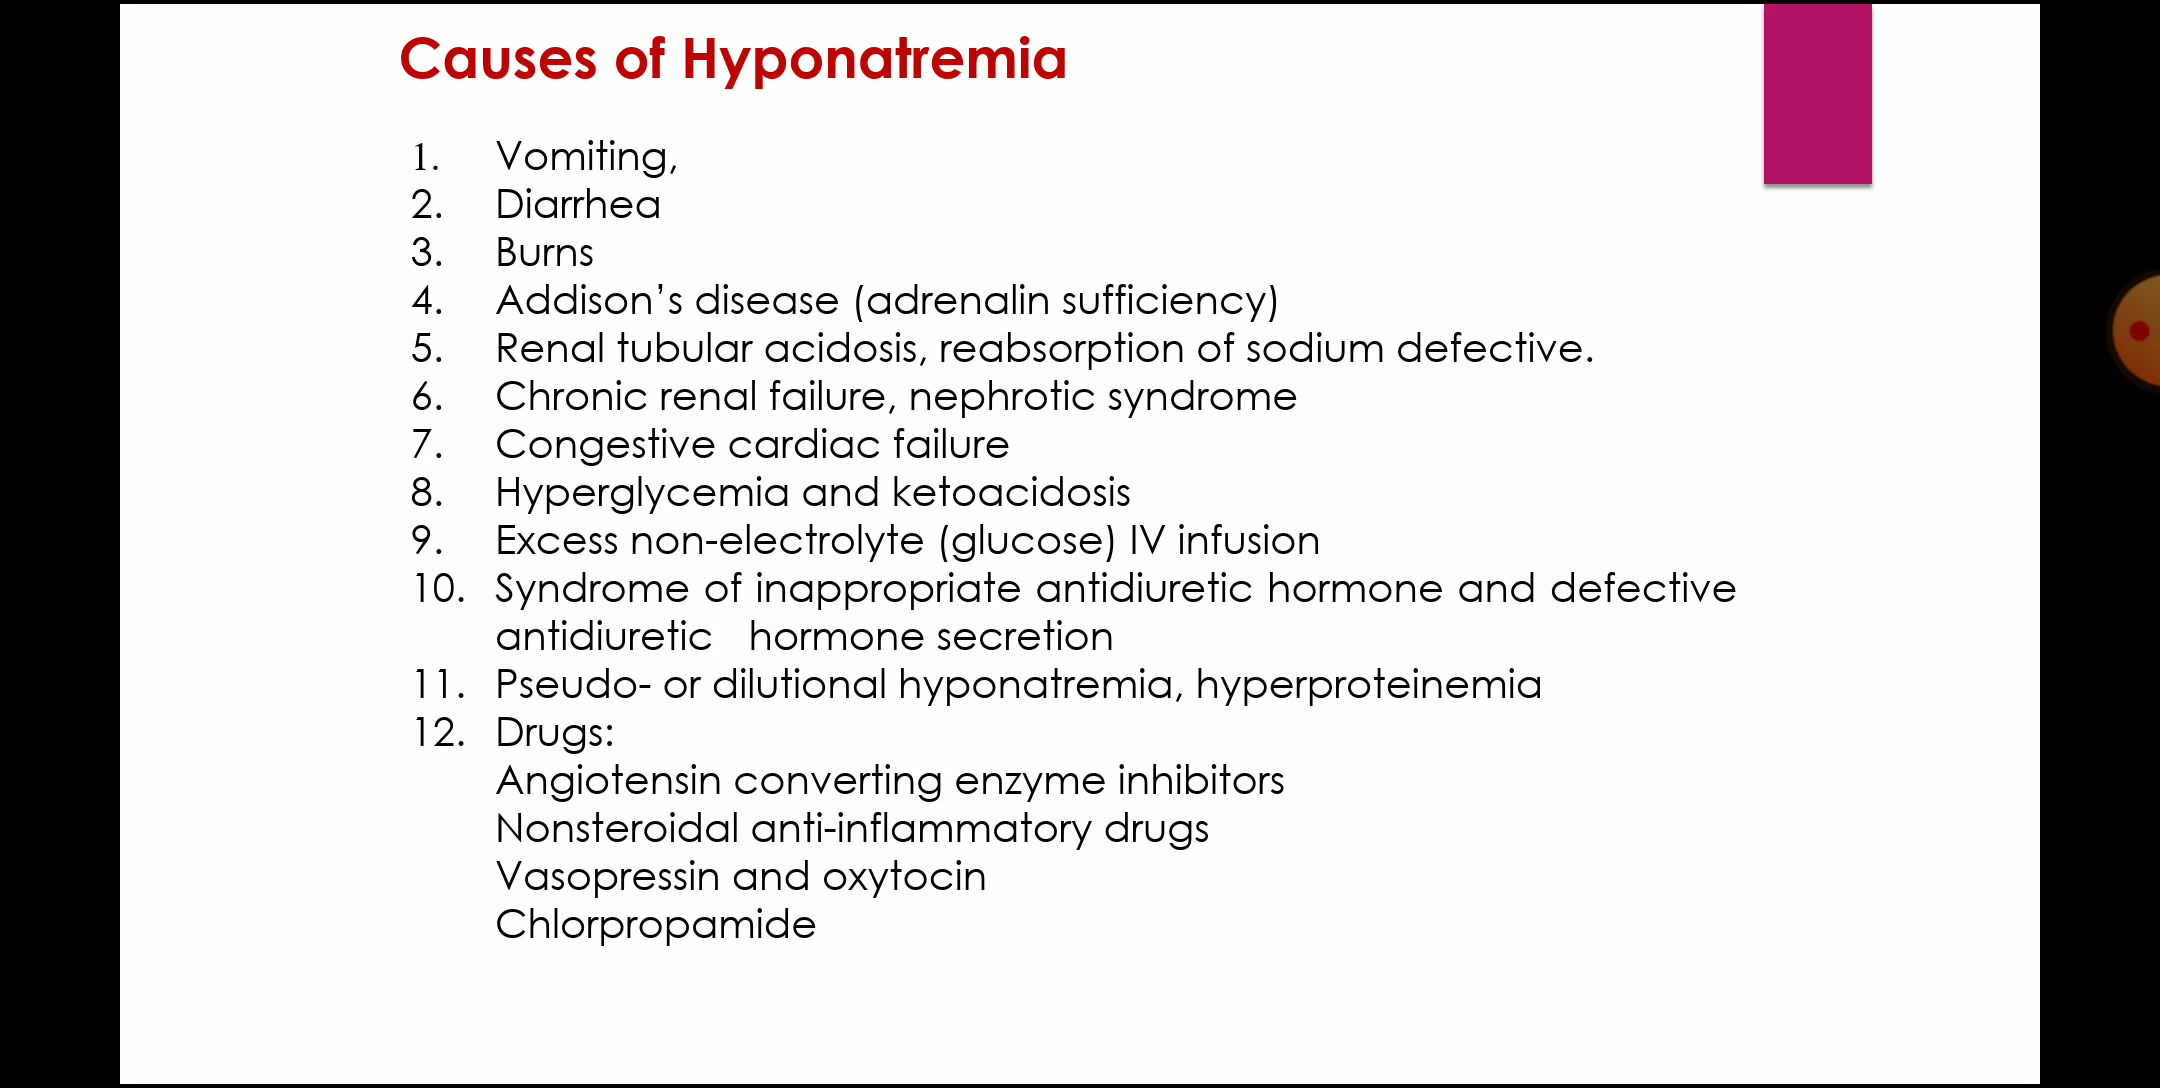 Causes of Hyponatremia
1. Vomiting,
2. Diarrhea
3. Burns
4. Addison’s disease (adrenalin sufficiency)
5. Renal tubular acidosis, reabsorption of sodium defective.
6. Chronic renal failure, nephrotic syndrome
7. Congestive cardiac failure
8. Hyperglycemia and ketoacidosis
9. Excess non-electrolyte (glucose) IV infusion
10. Syndrome of inappropriate antidiuretic hormone and defective
antidiuretic hormone secretion
11. Pseudo- or dilutional hyponatremia, hyperproteinemia
12. Drugs:
Angiotensin converting enzyme inhibitors
Nonsteroidal anti-inflammatory drugs
Vasopressin and oxytocin
Chlorpropamide